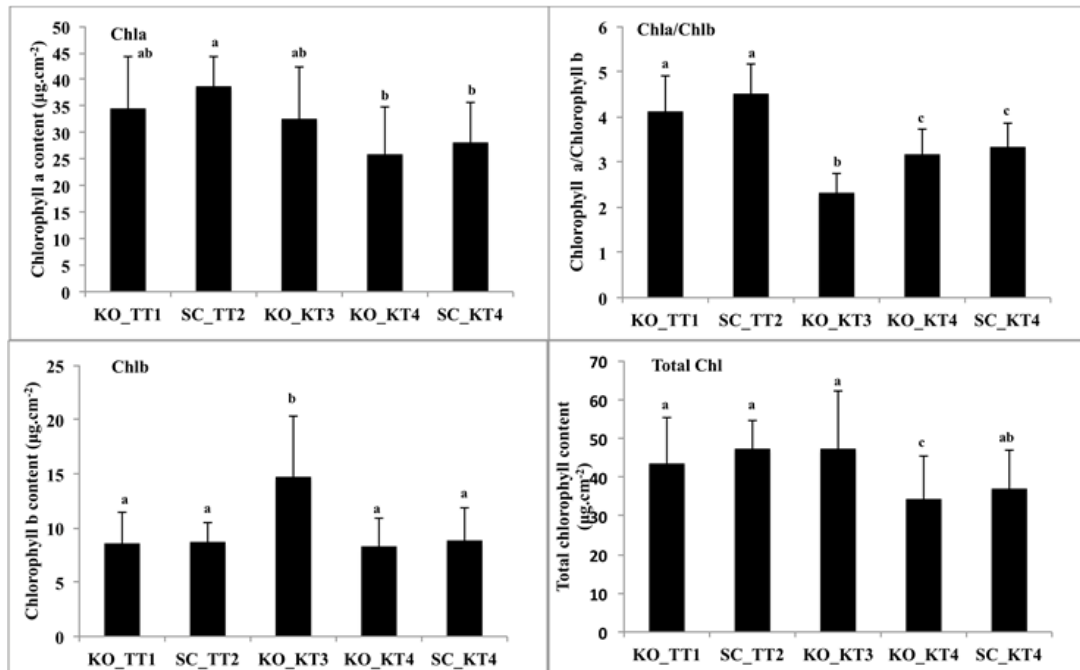 Chla
Chlorophyll a content (µg.cm-2)
50
45
40
35
30
25
20
15
10
5
0
ab
a
ab
b
b
KO_TT1 SC_TT2 KO_KT3 KO_KT4 SC_KT4
Chla/Chlb
Chlorophyll a/Chlorophyll b
6
5
4
3
2
1
0
a
a
b
c
c
KO_TT1 SC_TT2 KO_KT3 KO_KT4 SC_KT4
Chlb
Chlorophyll b content (µg.cm-2)
25
20
15
10
5
0
a
a
b
a
a
KO_TT1 SC_TT2 KO_KT3 KO_KT4 SC_KT4
Total Chl
Total chlorophyll content
(µg.cm-2)
70
60
50
40
30
20
10
0
a
a
a
c
ab
KO_TT1 SC_TT2 KO_KT3 KO_KT4 SC_KT4